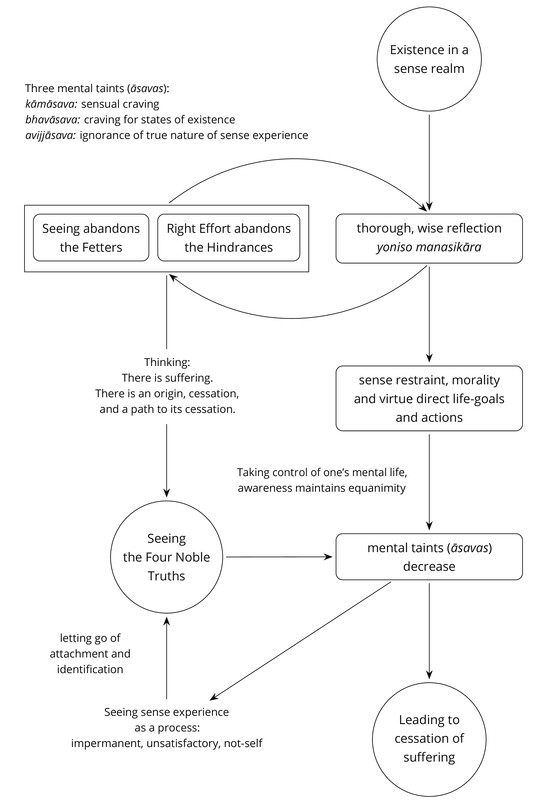 Existence in a
sense realm
Three mental taints (āsavas):
kāmāsava: sensual craving
bhavāsava: craving for states of existence
avijjāsava: ignorance of true nature of sense experience
Seeing abandons
the Fetters
Right Effort abandons
the Hindrances
thorough, wise reflection
yoniso manasikāra
Thinking:
There is suffering.
There is an origin, cessation,
and a path to its cessation.
sense restraint, morality
and virtue direct life-goals
and actions
Taking control of one’s mental life,
awareness maintains equanimity
Seeing
the Four Noble
Truths
mental taints (āsavas)
decrease
letting go of
attachment and
identification
Seeing sense experience
as a process:
impermanent, unsatisfactory, not-self
Leading to
cessation of
suffering